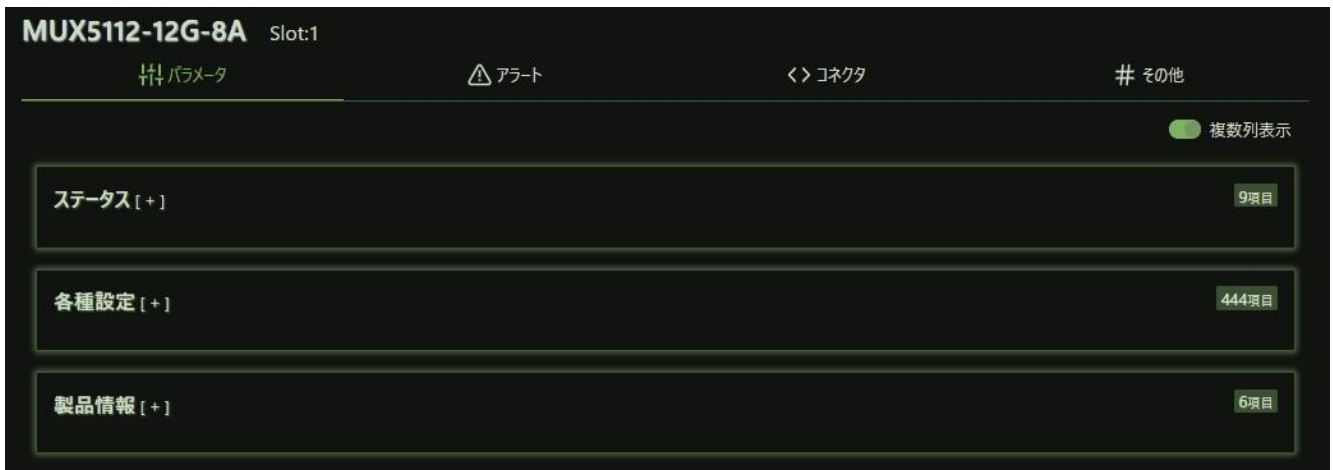 MUX5112-12G-8A Slot:1
パラメータ アラート コネクタ その他
複数列表示
ステータス [ + ] 9項目
各種設定 [ + ] 444項目
製品情報 [ + ] 6項目